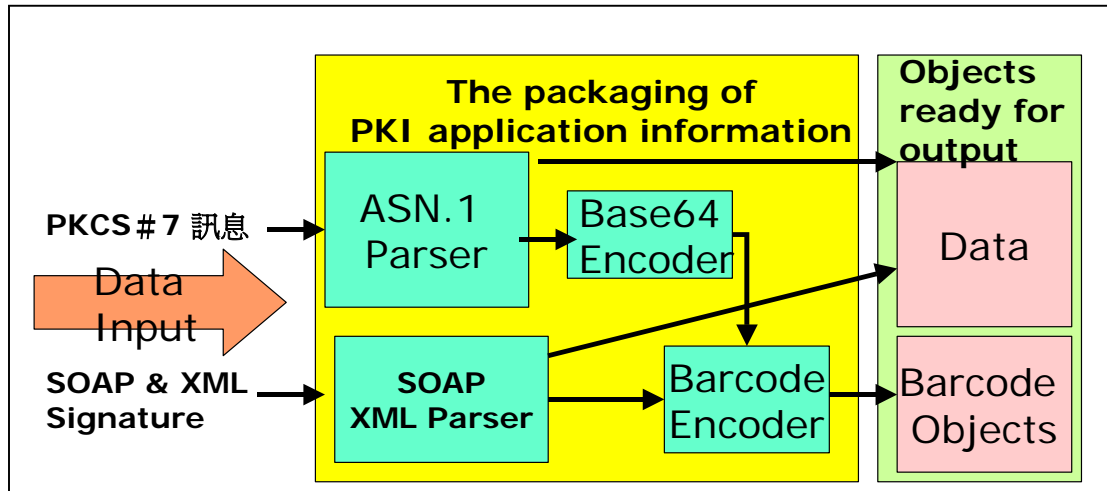 The packaging of
PKI application information
Objects
ready for
output
PKCS#7 訊息
ASN.1
Parser
Base64
Encoder
Data
Data
Input
SOAP & XML
Signature
SOAP
XML Parser
Barcode
Encoder
Barcode
Objects